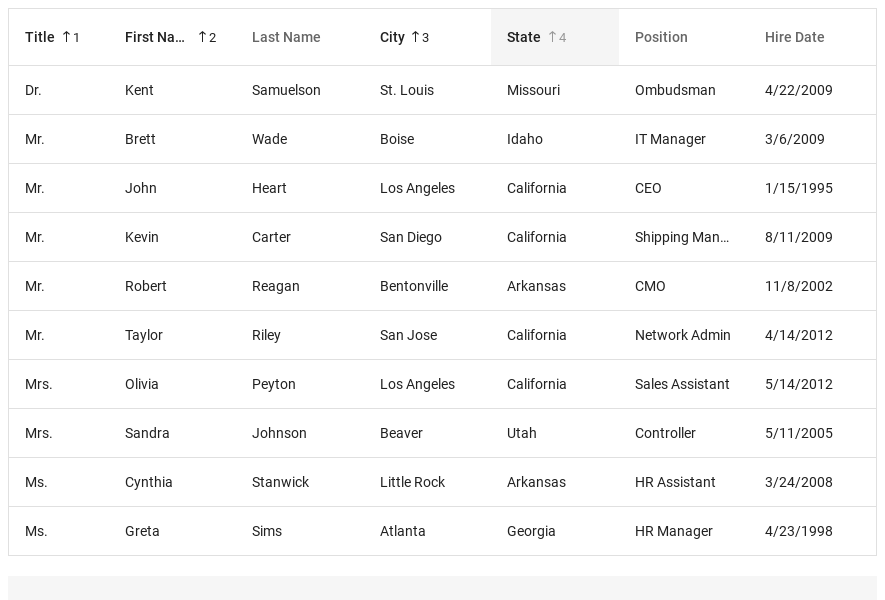 Title ↑1 First Na... ↑2 Last Name City ↑3 State ↑4 Position Hire Date
Dr. Kent Samuelson St. Louis Missouri Ombudsman 4/22/2009
Mr. Brett Wade Boise Idaho IT Manager 3/6/2009
Mr. John Heart Los Angeles California CEO 1/15/1995
Mr. Kevin Carter San Diego California Shipping Man... 8/11/2009
Mr. Robert Reagan Bentonville Arkansas CMO 11/8/2002
Mr. Taylor Riley San Jose California Network Admin 4/14/2012
Mrs. Olivia Peyton Los Angeles California Sales Assistant 5/14/2012
Mrs. Sandra Johnson Beaver Utah Controller 5/11/2005
Ms. Cynthia Stanwick Little Rock Arkansas HR Assistant 3/24/2008
Ms. Greta Sims Atlanta Georgia HR Manager 4/23/1998